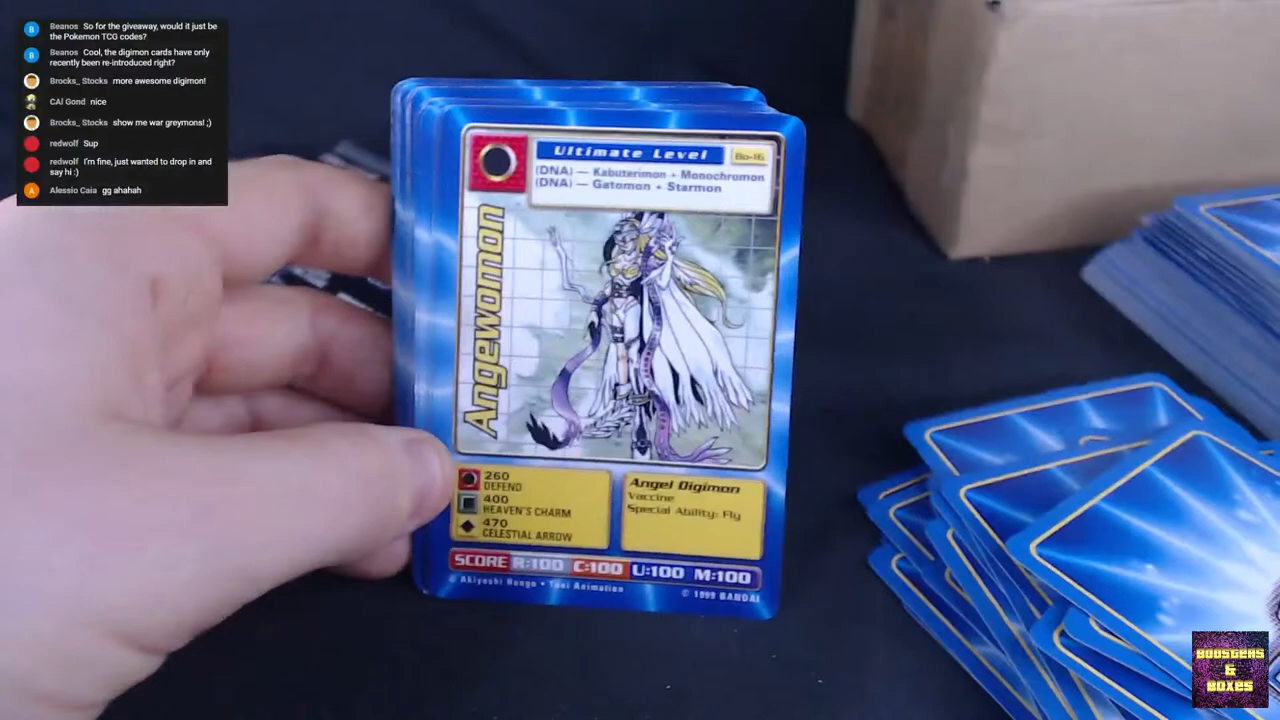 Beanos So for the giveaway, would it just be
the Pokemon TCG codes?
Beanos Cool, the digimon cards have only
recently been re-introduced right?
Brocks_Stocks more awesome digimon!
CAl Gond nice
Brocks_Stocks show me war greymons! ;)
redwolf Sup
redwolf I'm fine, just wanted to drop in and
say hi :)
Alessio Caia gg ahahah
Ultimate Level
Bo-16
(DNA) — Kabuterimon + Monochromon
(DNA) — Gatomon + Starmon
Angewomon
260
DEFEND
400
HEAVEN'S CHARM
470
CELESTIAL ARROW
Angel Digimon
Vaccine
Special Ability: Fly
SCORE R:100 C:100 U:100 M:100
© Akiyoshi Hongo • Toei Animation
© 1999 BANDAI
BOOSTERS
&
BOXES